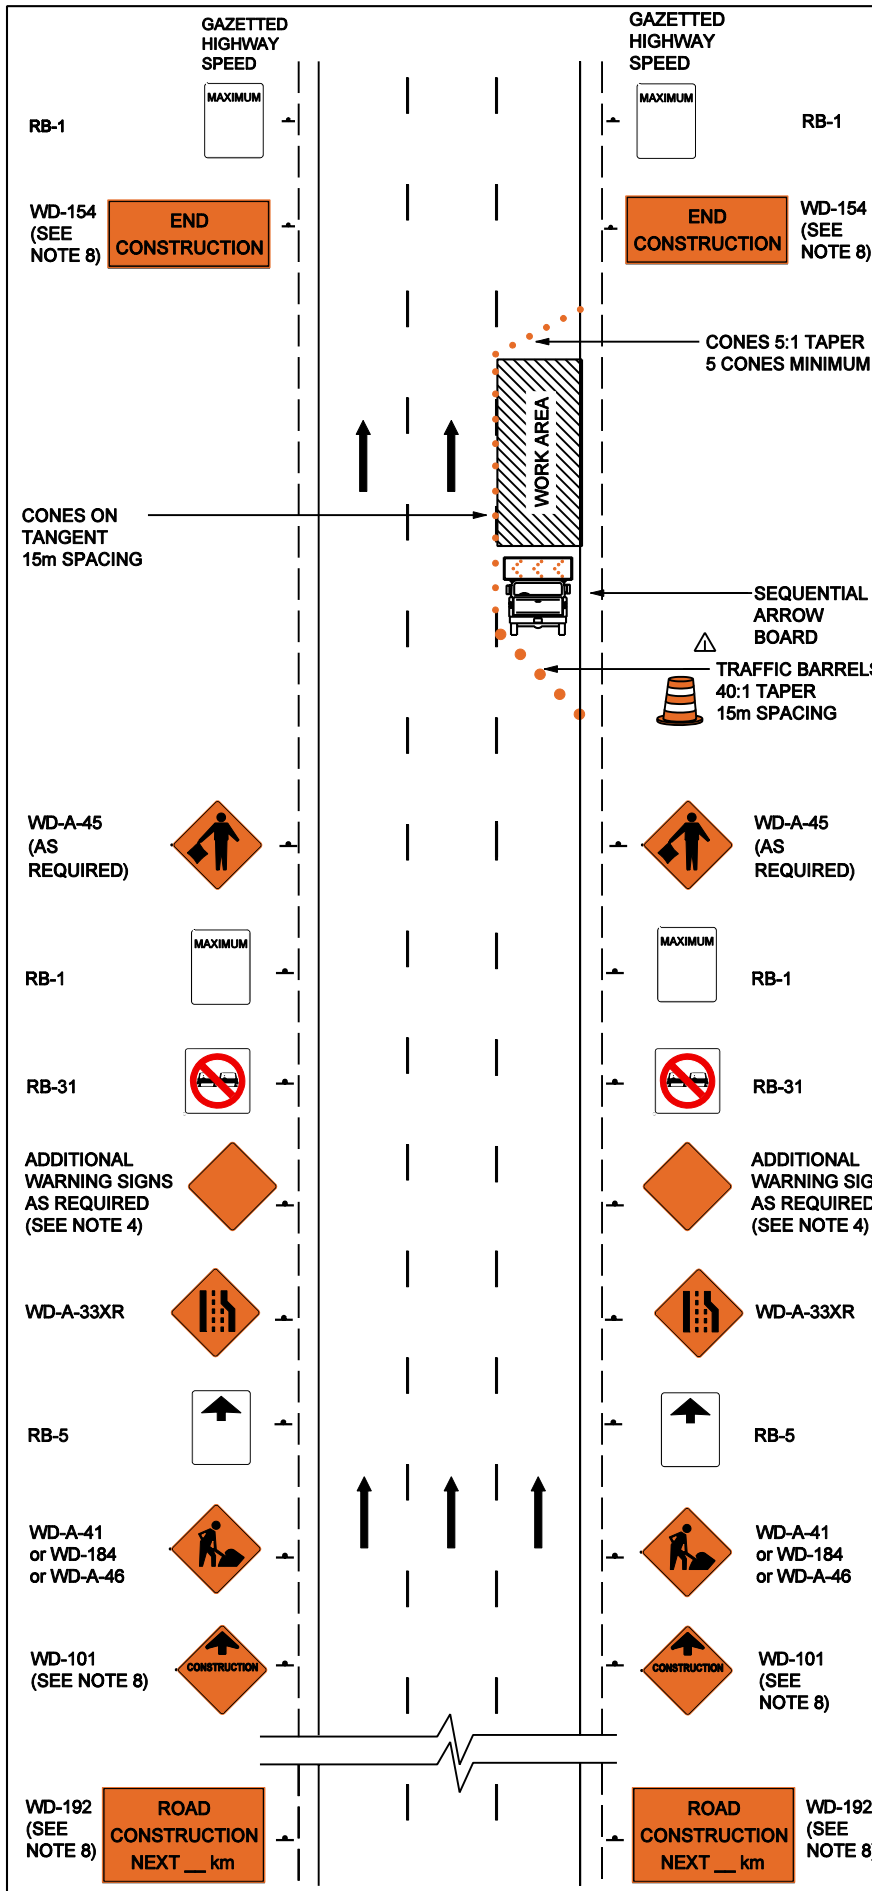 GAZETTED
HIGHWAY
SPEED
GAZETTED
HIGHWAY
SPEED
RB-1
MAXIMUM
MAXIMUM
RB-1
WD-154
(SEE
NOTE 8)
END
CONSTRUCTION
END
CONSTRUCTION
WD-154
(SEE
NOTE 8)
CONES 5:1 TAPER
5 CONES MINIMUM
WORK AREA
CONES ON
TANGENT
15m SPACING
SEQUENTIAL
ARROW
BOARD
TRAFFIC BARRELS
40:1 TAPER
15m SPACING
WD-A-45
(AS
REQUIRED)
WD-A-45
(AS
REQUIRED)
RB-1
MAXIMUM
MAXIMUM
RB-1
RB-31
RB-31
ADDITIONAL
WARNING SIGNS
AS REQUIRED
(SEE NOTE 4)
ADDITIONAL
WARNING SIG
AS REQUIRED
(SEE NOTE 4)
WD-A-33XR
WD-A-33XR
RB-5
RB-5
WD-A-41
or WD-184
or WD-A-46
WD-A-41
or WD-184
or WD-A-46
WD-101
(SEE NOTE 8)
CONSTRUCTION
CONSTRUCTION
WD-101
(SEE
NOTE 8)
WD-192
(SEE
NOTE 8)
ROAD
CONSTRUCTION
NEXT __ km
ROAD
CONSTRUCTION
NEXT __ km
WD-192
(SEE
NOTE 8)